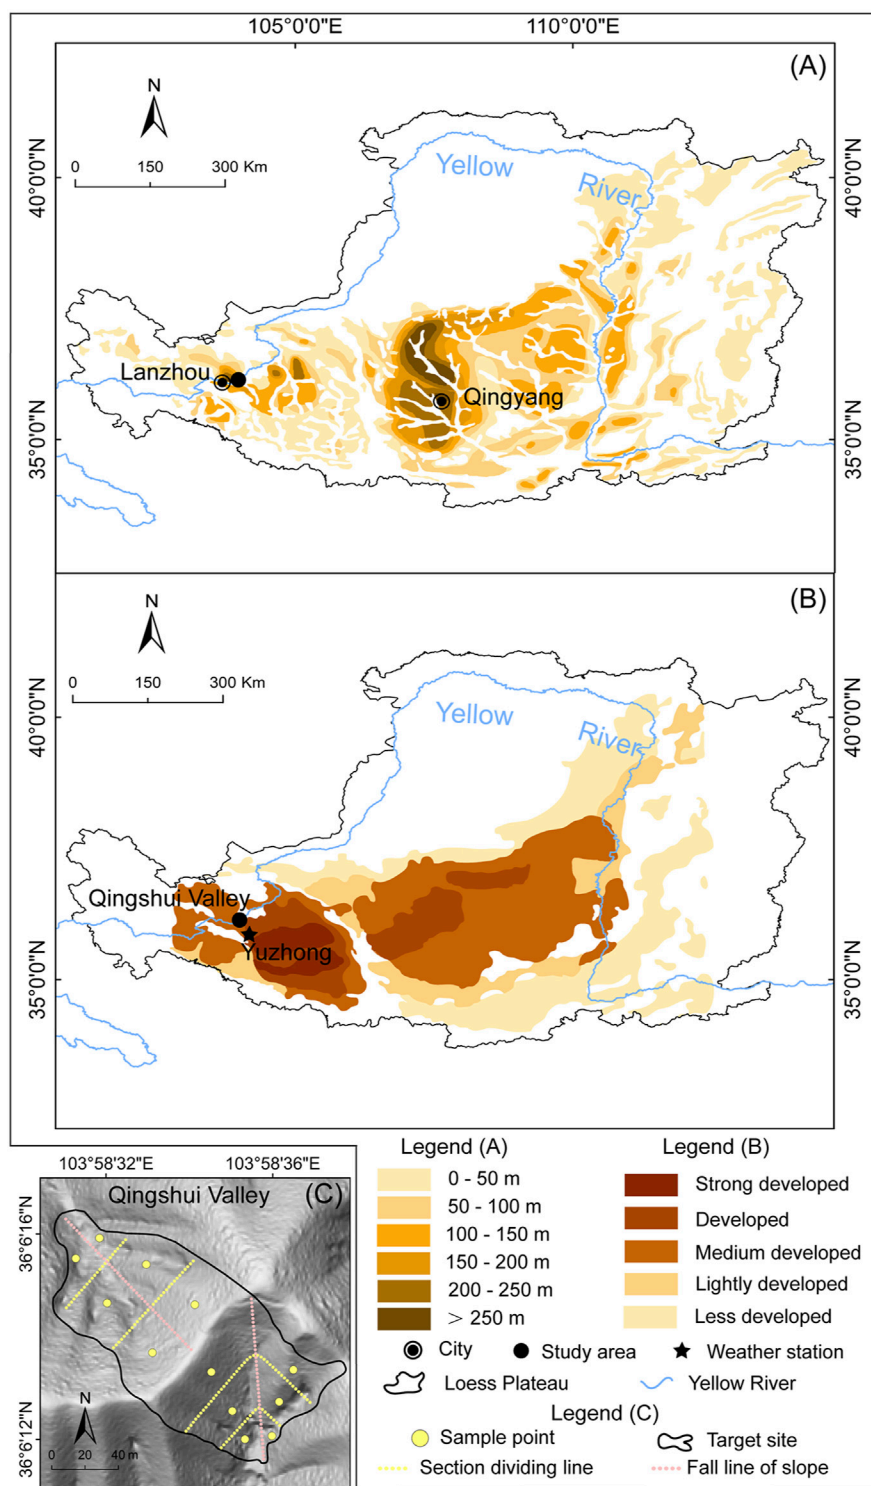 105°0'0"E 110°0'0"E
(A)
N
0 150 300 Km
40°0'0"N 40°0'0"N
Yellow
River
Lanzhou
Qingyang
35°0'0"N 35°0'0"N
(B)
N
0 150 300 Km
40°0'0"N 40°0'0"N
Yellow
River
Qingshui Valley
Yuzhong
35°0'0"N 35°0'0"N
103°58'32"E 103°58'36"E
Qingshui Valley (C)
36°6'16"N
36°6'12"N
N
0 20 40 m
Legend (A)
0 - 50 m
50 - 100 m
100 - 150 m
150 - 200 m
200 - 250 m
> 250 m
Legend (B)
Strong developed
Developed
Medium developed
Lightly developed
Less developed
City Study area Weather station
Loess Plateau Yellow River
Legend (C)
Sample point Target site
Section dividing line Fall line of slope